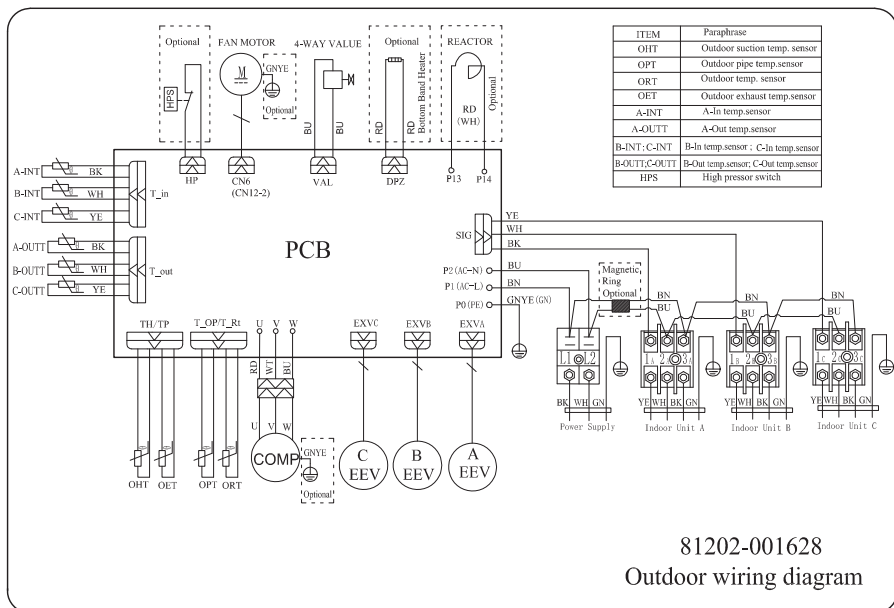 Optional
FAN MOTOR
4-WAY VALUE
Optional
REACTOR
HPS
M
GNYE
Optional
BU
BU
RD
RD
Bottom Band Heater
RD
(WH)
Optional
HP
CN6
(CN12-2)
VAL
DPZ
P13
P14
ITEM Paraphrase
OHT Outdoor suction temp. sensor
OPT Outdoor pipe temp.sensor
ORT Outdoor temp. sensor
OET Outdoor exhaust temp.sensor
A-INT A-In temp.sensor
A-OUTT A-Out temp.sensor
B-INT;C-INT B-In temp.sensor ; C-In temp.sensor
B-OUTT;C-OUTT B-Out temp.sensor; C-Out temp.sensor
HPS High pressor switch
A-INT BK
B-INT WH T_in
C-INT YE
A-OUTT BK
B-OUTT WH T_out
C-OUTT YE
PCB
SIG
YE
WH
BK
P2(AC-N) BU
P1(AC-L) BN
P0(PE) GNYE(GN)
Magnetic
Ring
Optional
BN
BU
BN
BU
BN
BU
TH/TP
T_OP/T_Rt
U
V
W
EXVC
EXVB
EXVA
RD
WT
BU
U
V
W
COMP
GNYE
Optional
C
EEV
B
EEV
A
EEV
OHT
OET
OPT
ORT
L1 L2
1A 2 3A
1B 2 3B
1C 2 3C
BK WH GN
YE WH BK GN
YE WH BK GN
YE WH BK GN
Power Supply
Indoor Unit A
Indoor Unit B
Indoor Unit C
81202-001628
Outdoor wiring diagram